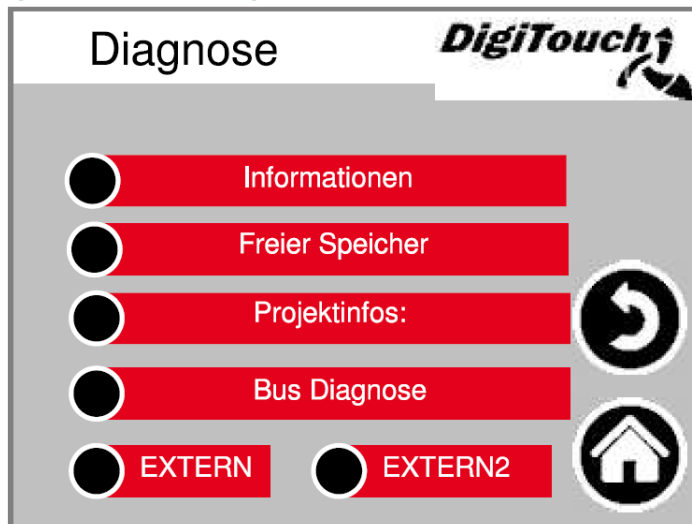 Diagnose
DigiTouch
Informationen
Freier Speicher
Projektinfos:
Bus Diagnose
EXTERN
EXTERN2